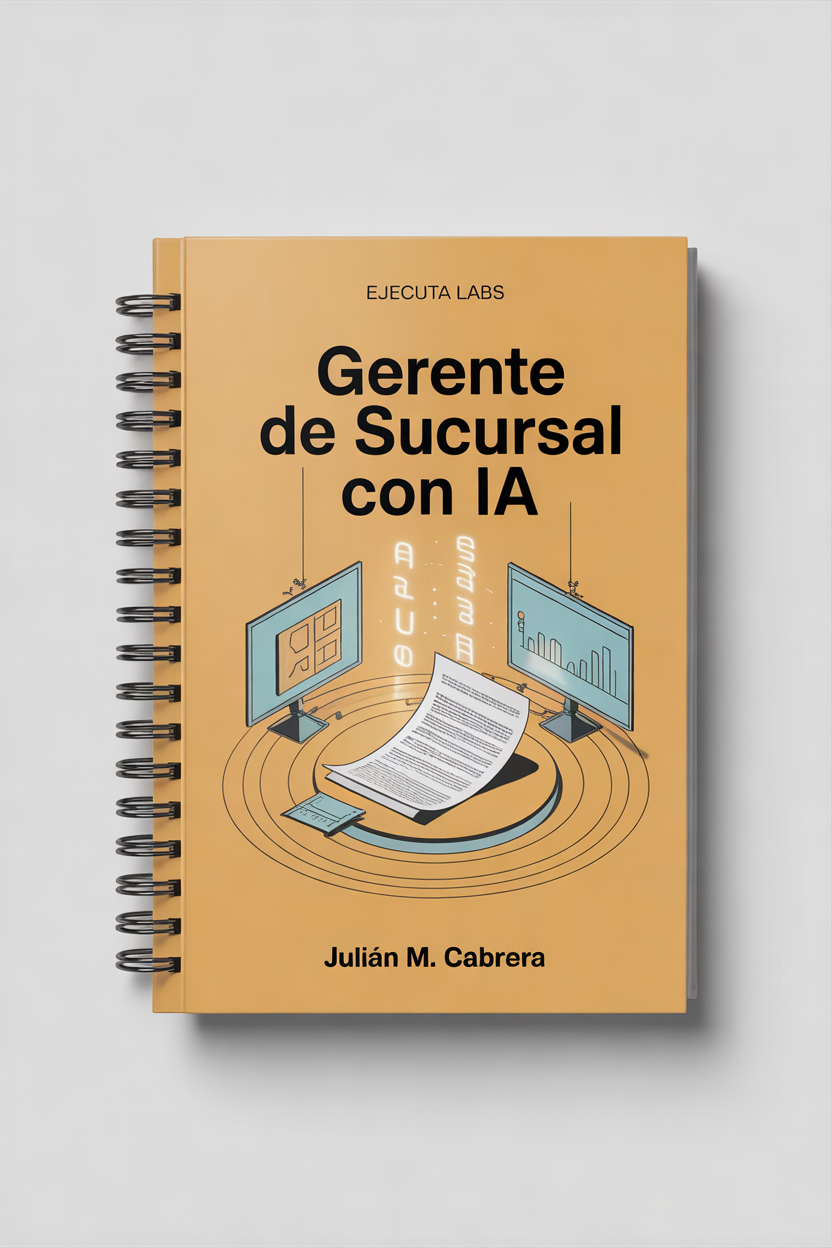 EJECUTA LABS
Gerente
de Sucursal
con IA
Julián M. Cabrera